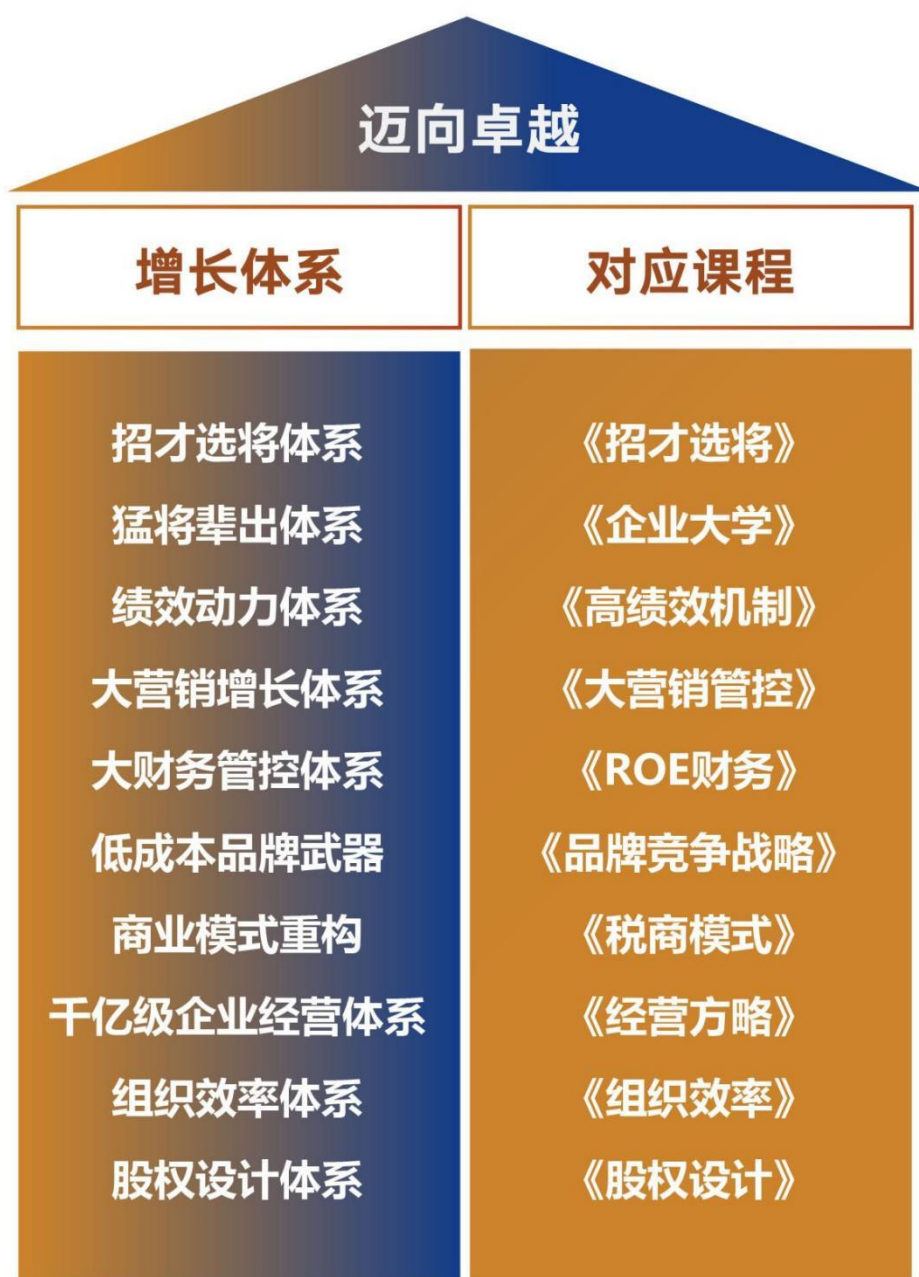 迈向卓越
增长体系 对应课程
招才选将体系 《招才选将》
猛将辈出体系 《企业大学》
绩效动力体系 《高绩效机制》
大营销增长体系 《大营销管控》
大财务管控体系 《ROE财务》
低成本品牌武器 《品牌竞争战略》
商业模式重构 《税商模式》
千亿级企业经营体系 《经营方略》
组织效率体系 《组织效率》
股权设计体系 《股权设计》